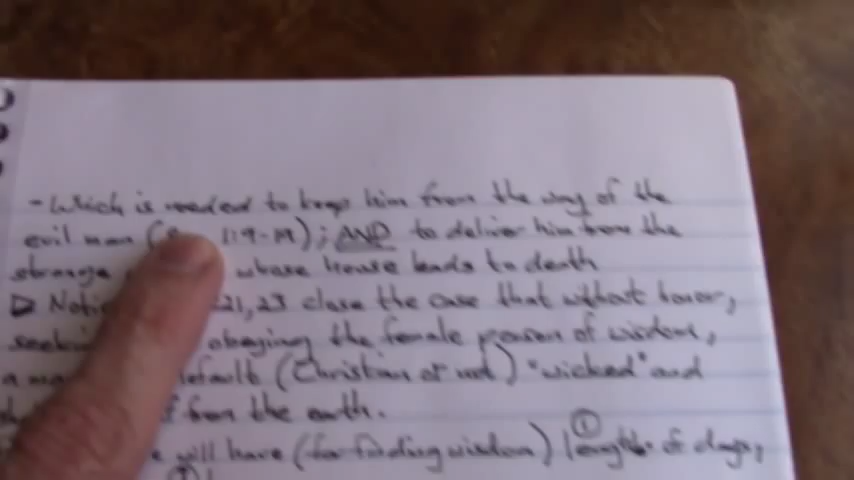 - Which is needed to keep him from the way of the
evil man ( 1:9-19); AND to deliver him from the
strange whose house leads to death
21,23 close the case that without honor,
obeying the female person of wisdom,
a default (Christian or not) "wicked" and
from the earth.
will have (for finding wisdom) ① length of days,